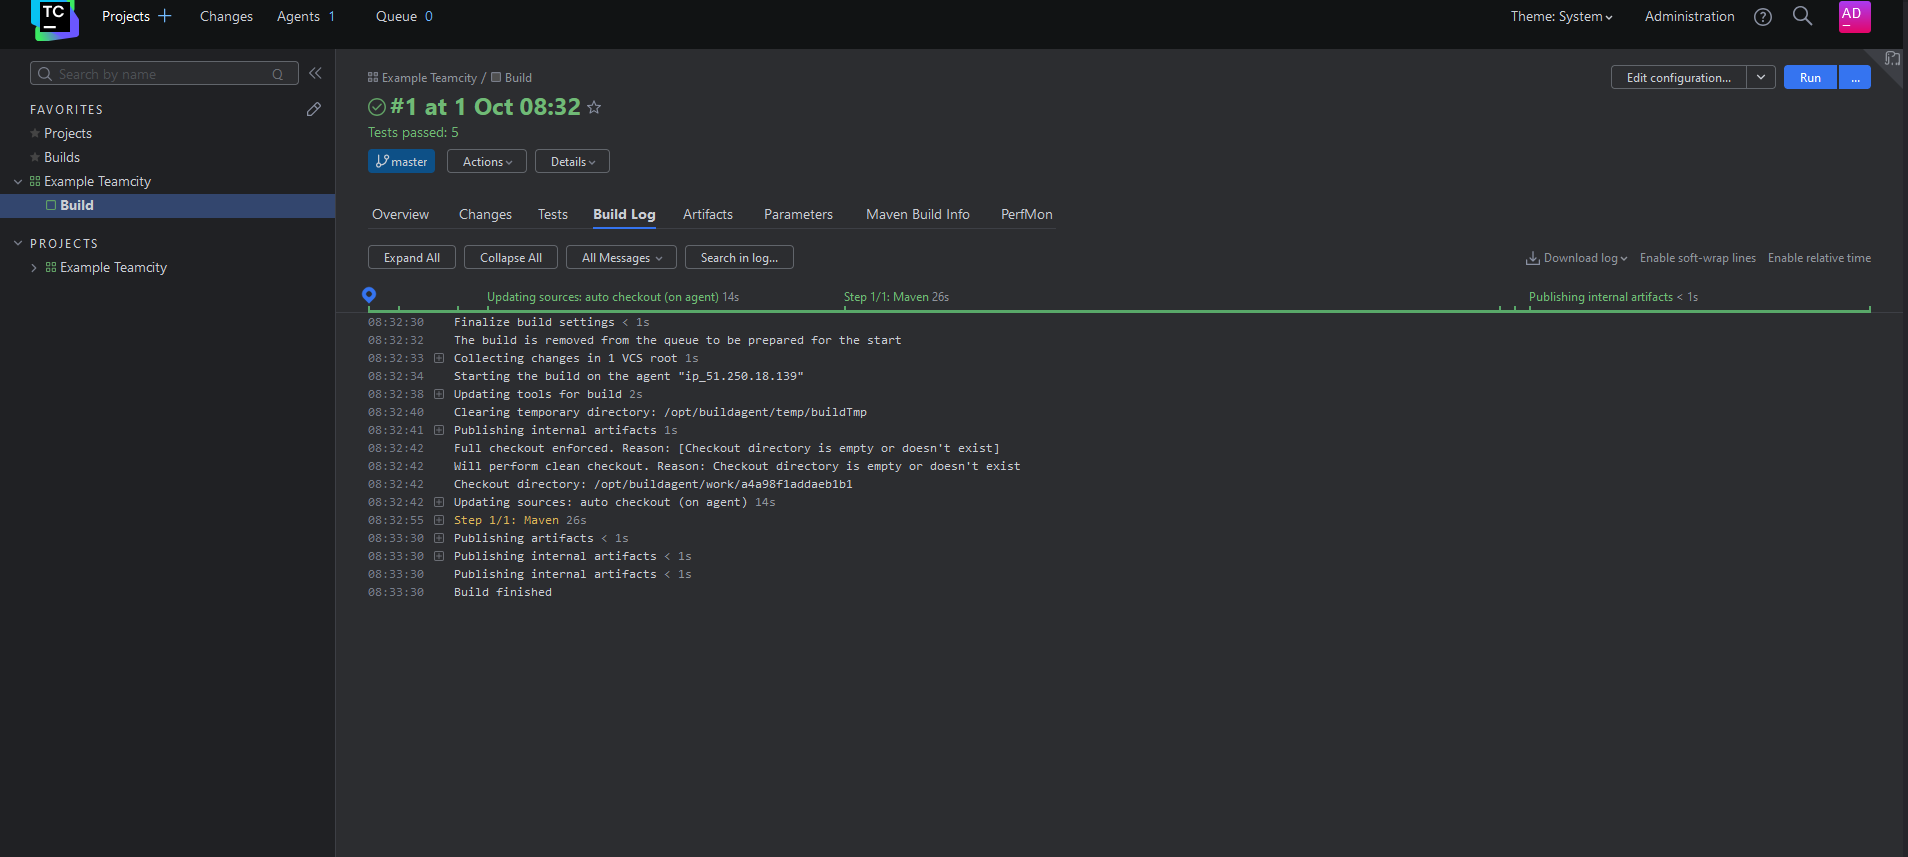 TC
Projects
Changes
Agents 1
Queue 0
Theme: System
Administration
AD
Search by name Q
FAVORITES
Projects
Builds
Example Teamcity
Build
PROJECTS
Example Teamcity
Example Teamcity / Build
Edit configuration...
Run
...
#1 at 1 Oct 08:32
Tests passed: 5
master
Actions
Details
Overview
Changes
Tests
Build Log
Artifacts
Parameters
Maven Build Info
PerfMon
Expand All
Collapse All
All Messages
Search in log...
Download log
Enable soft-wrap lines
Enable relative time
Updating sources: auto checkout (on agent) 14s
Step 1/1: Maven 26s
Publishing internal artifacts < 1s
08:32:30 Finalize build settings < 1s
08:32:32 The build is removed from the queue to be prepared for the start
08:32:33 Collecting changes in 1 VCS root 1s
08:32:34 Starting the build on the agent "ip_51.250.18.139"
08:32:38 Updating tools for build 2s
08:32:40 Clearing temporary directory: /opt/buildagent/temp/buildTmp
08:32:41 Publishing internal artifacts 1s
08:32:42 Full checkout enforced. Reason: [Checkout directory is empty or doesn't exist]
08:32:42 Will perform clean checkout. Reason: Checkout directory is empty or doesn't exist
08:32:42 Checkout directory: /opt/buildagent/work/a4a98f1addaeb1b1
08:32:42 Updating sources: auto checkout (on agent) 14s
08:32:55 Step 1/1: Maven 26s
08:33:30 Publishing artifacts < 1s
08:33:30 Publishing internal artifacts < 1s
08:33:30 Publishing internal artifacts < 1s
08:33:30 Build finished